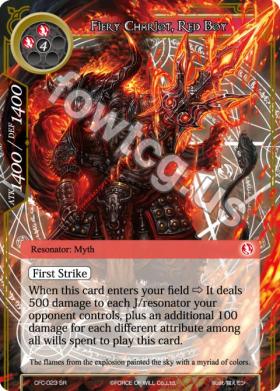 Fiery Chariot, Red Boy
4
ATK 1400 / DEF 1400
fowtcg.us
Resonator: Myth
First Strike
When this card enters your field ⇨ It deals
500 damage to each J/resonator your
opponent controls, plus an additional 100
damage for each different attribute among
all wills spent to play this card.
The flames from the explosion painted the sky with a myriad of colors.
CFC-023 SR
©FORCE OF WILL Co.,Ltd.